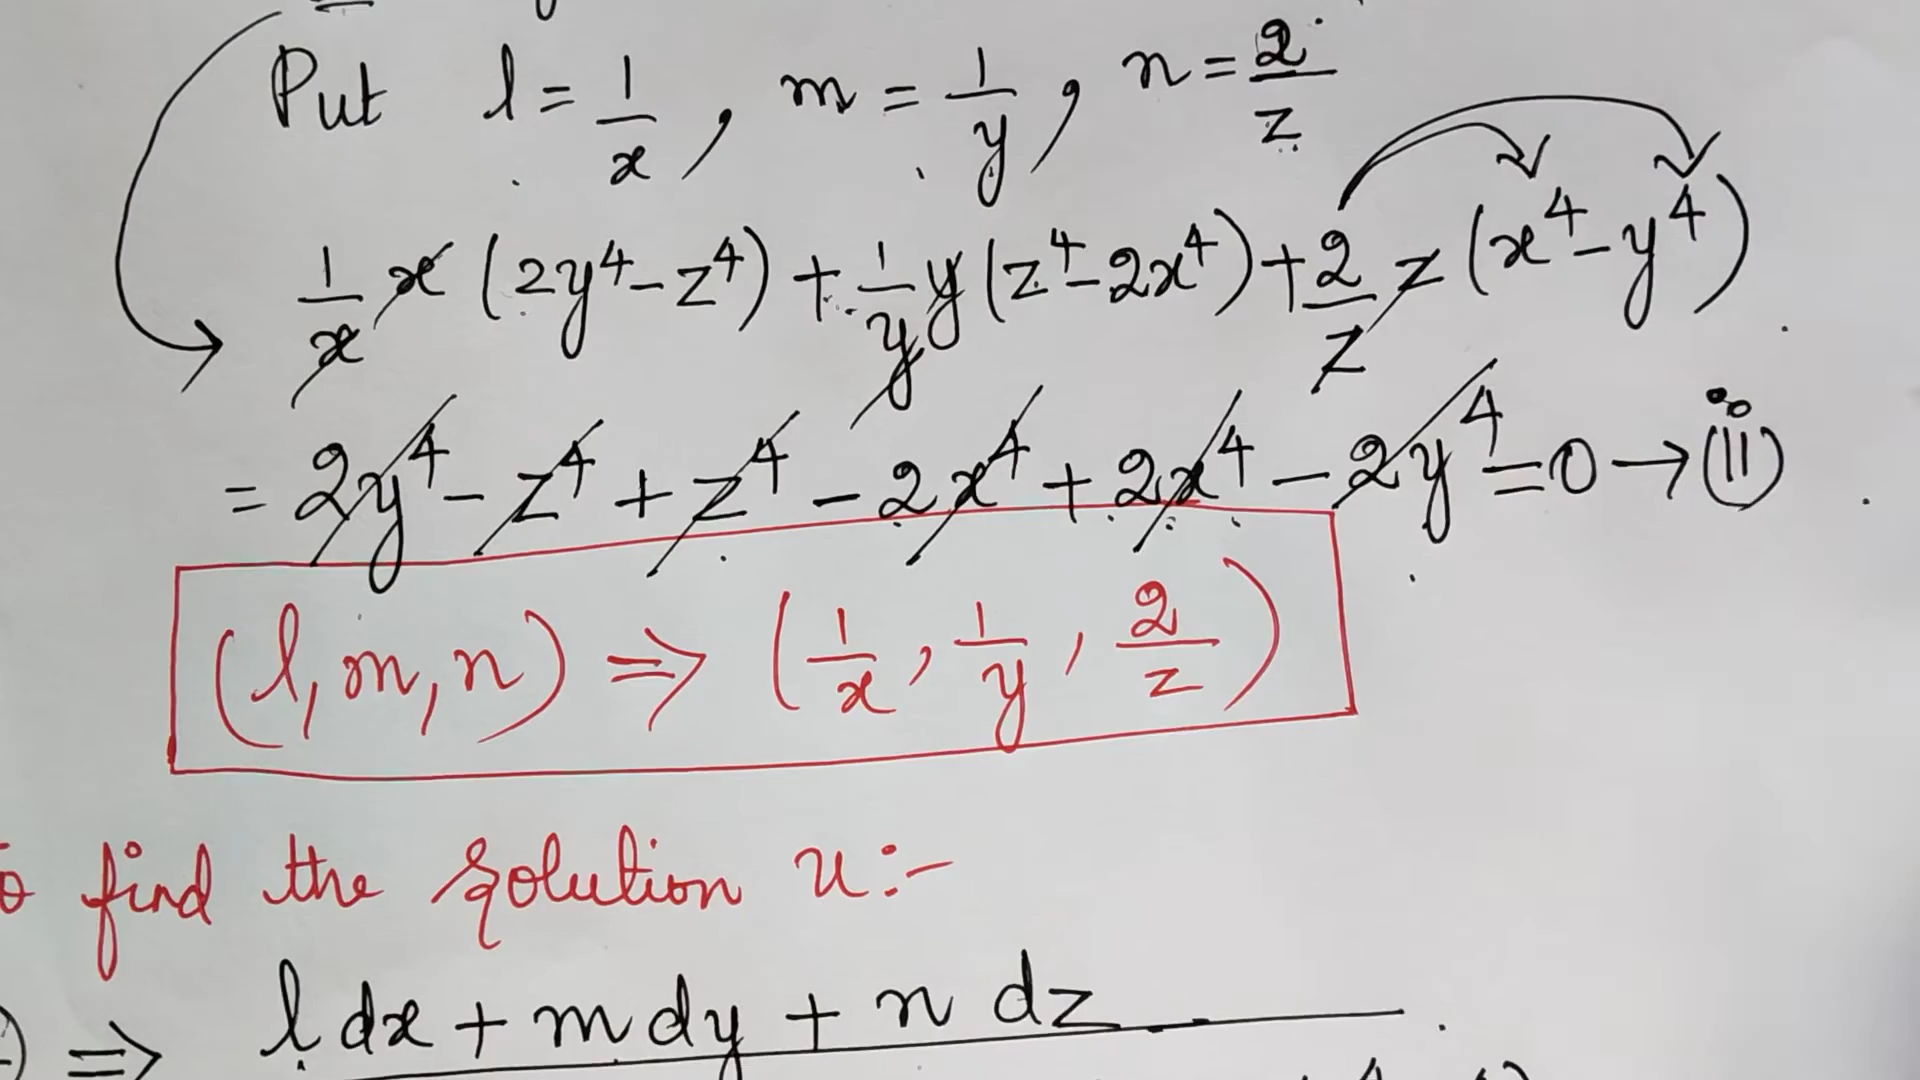 Put l = 1/x, m = 1/y, n = 2/z
1/x x (2y⁴ - z⁴) + 1/y y (z⁴ - 2x⁴) + 2/z z (x⁴ - y⁴)
= 2y⁴ - z⁴ + z⁴ - 2x⁴ + 2x⁴ - 2y⁴ = 0 → (ii)
(l, m, n) ⇒ (1/x, 1/y, 2/z)
find the solution u:-
⇒ l dx + m dy + n dz